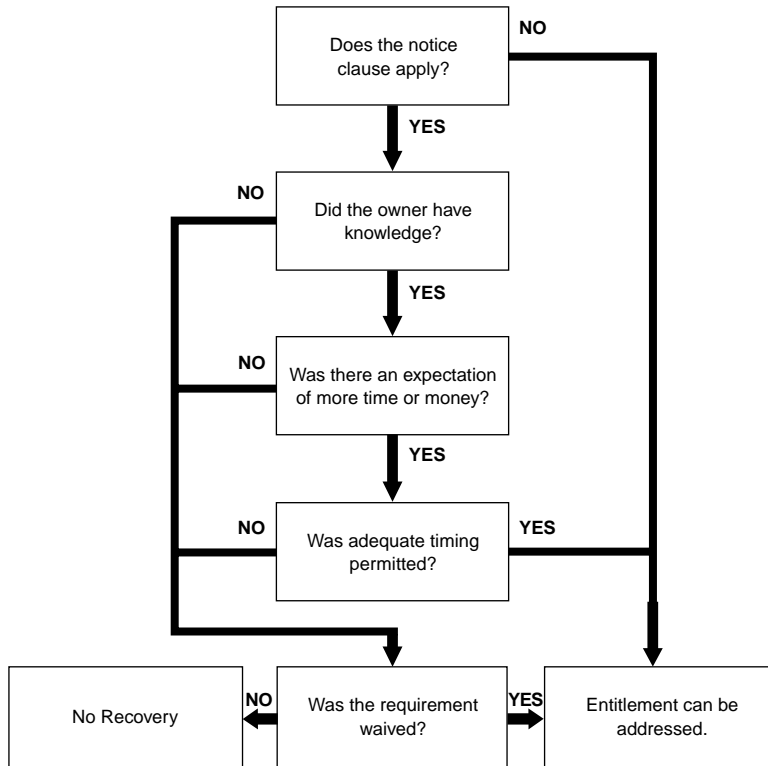 Does the notice
clause apply?
NO
YES
NO
Did the owner have
knowledge?
YES
NO
Was there an expectation
of more time or money?
YES
NO
Was adequate timing
permitted?
YES
No Recovery
NO
Was the requirement
waived?
YES
Entitlement can be
addressed.